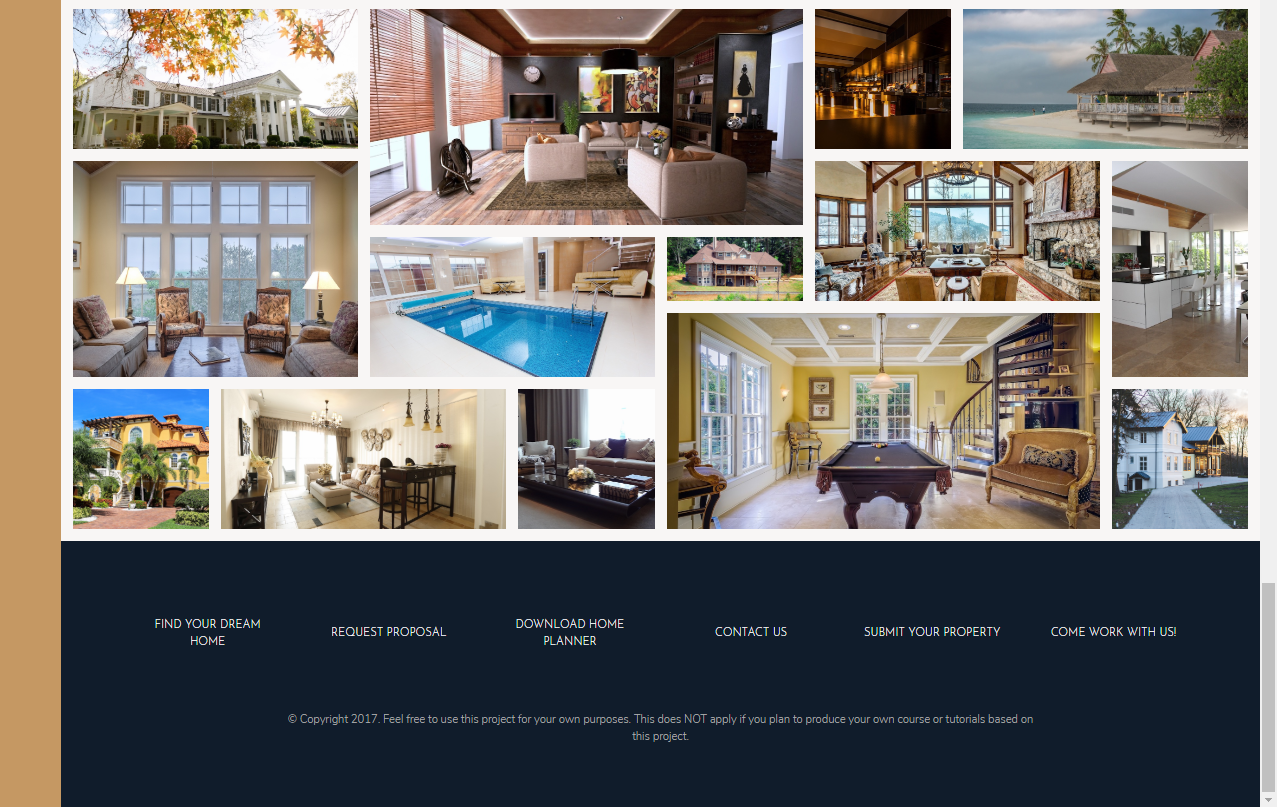 FIND YOUR DREAM
HOME
REQUEST PROPOSAL
DOWNLOAD HOME
PLANNER
CONTACT US
SUBMIT YOUR PROPERTY
COME WORK WITH US!
© Copyright 2017. Feel free to use this project for your own purposes. This does NOT apply if you plan to produce your own course or tutorials based on
this project.